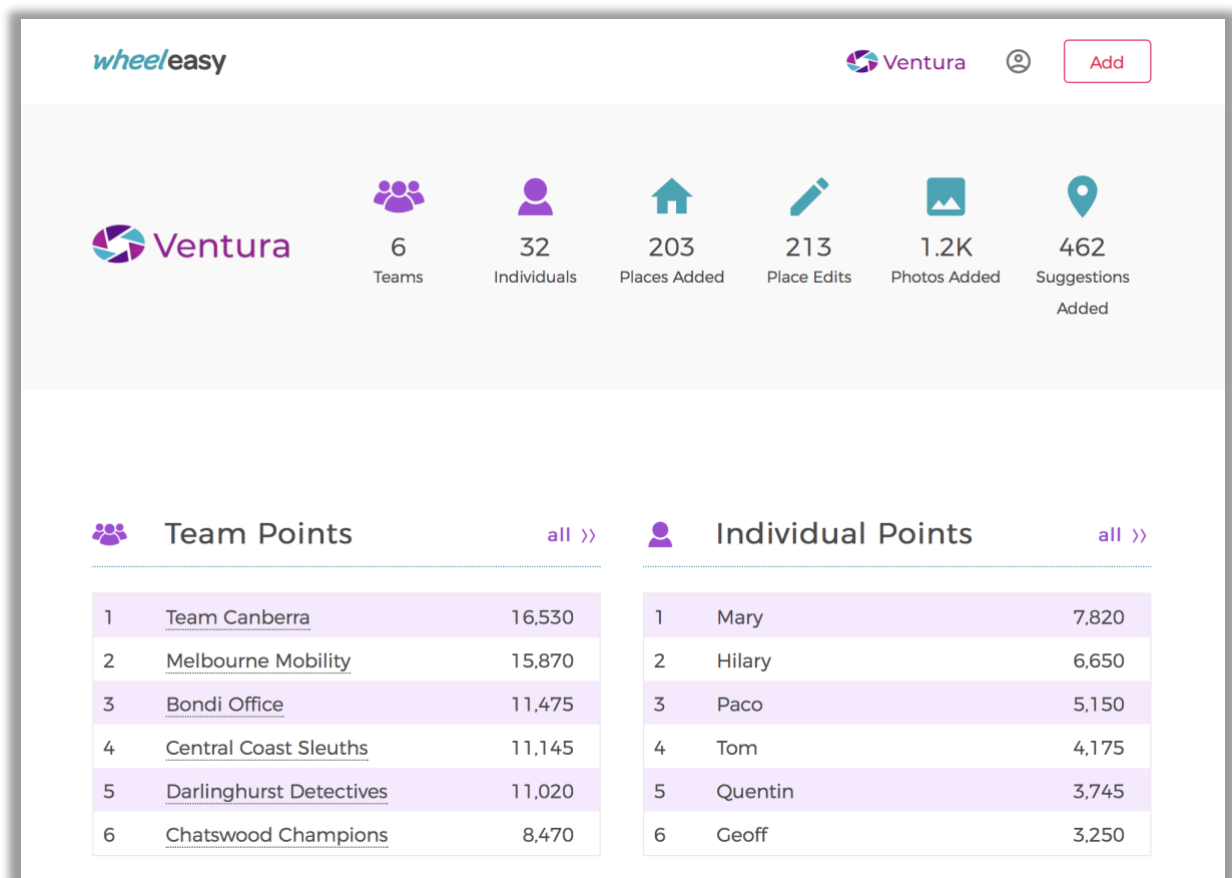 wheeleasy
Ventura
Add
Ventura
6
Teams
32
Individuals
203
Places Added
213
Place Edits
1.2K
Photos Added
462
Suggestions
Added
Team Points all
1 Team Canberra 16,530
2 Melbourne Mobility 15,870
3 Bondi Office 11,475
4 Central Coast Sleuths 11,145
5 Darlinghurst Detectives 11,020
6 Chatswood Champions 8,470
Individual Points all
1 Mary 7,820
2 Hilary 6,650
3 Paco 5,150
4 Tom 4,175
5 Quentin 3,745
6 Geoff 3,250